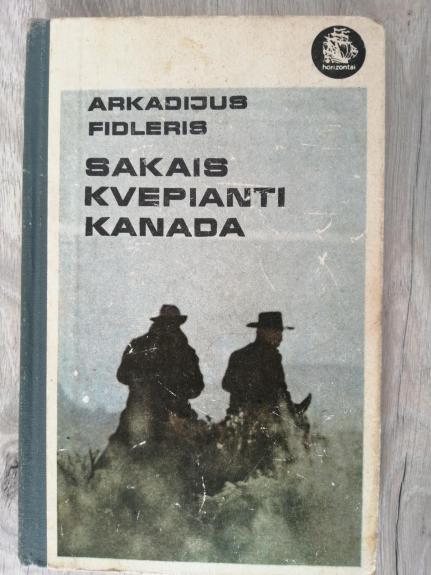 horizontai
ARKADIJUS
FIDLERIS
SAKAIS
KVEPIANTI
KANADA